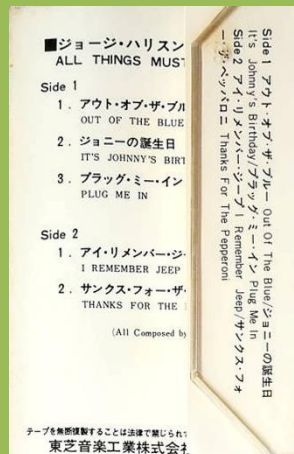 ■ジョージ・ハリスン
ALL THINGS MUST
Side 1
1. アウト・オブ・ザ・ブル
OUT OF THE BLUE
2. ジョニーの誕生日
IT'S JOHNNY'S BIRT
3. プラッグ・ミー・イン
PLUG ME IN
Side 2
1. アイ・リメンバー・ジ
I REMEMBER JEEP
2. サンクス・フォー・ザ・
THANKS FOR THE
(All Composed by
テープを無断複製することは法律で禁じられて
東芝音楽工業株式会社
Side 1 アウト・オブ・ザ・ブルー Out Of The Blue/ジョニーの誕生日
It's Johnny's Birthday/プラッグ・ミー・イン Plug Me In
Side 2 アイ・リメンバー・ジープ I Remember Jeep/サンクス・フォ
ー・ザ・ペッパロニ Thanks For The Pepperoni